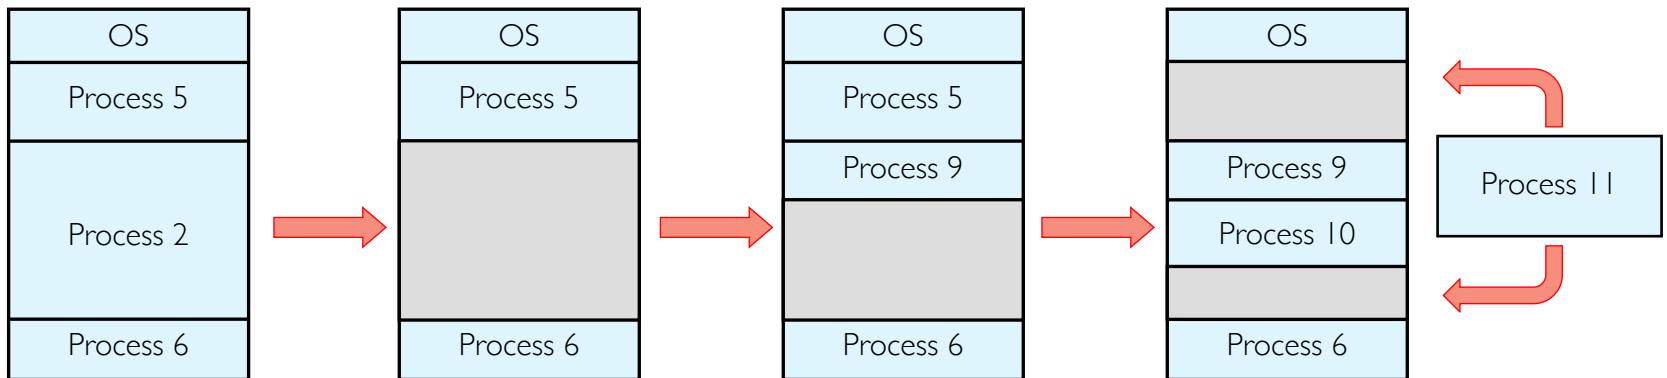 OS
Process 5
Process 2
Process 6
OS
Process 5
Process 6
OS
Process 5
Process 9
Process 6
OS
Process 9
Process 10
Process 6
Process 11